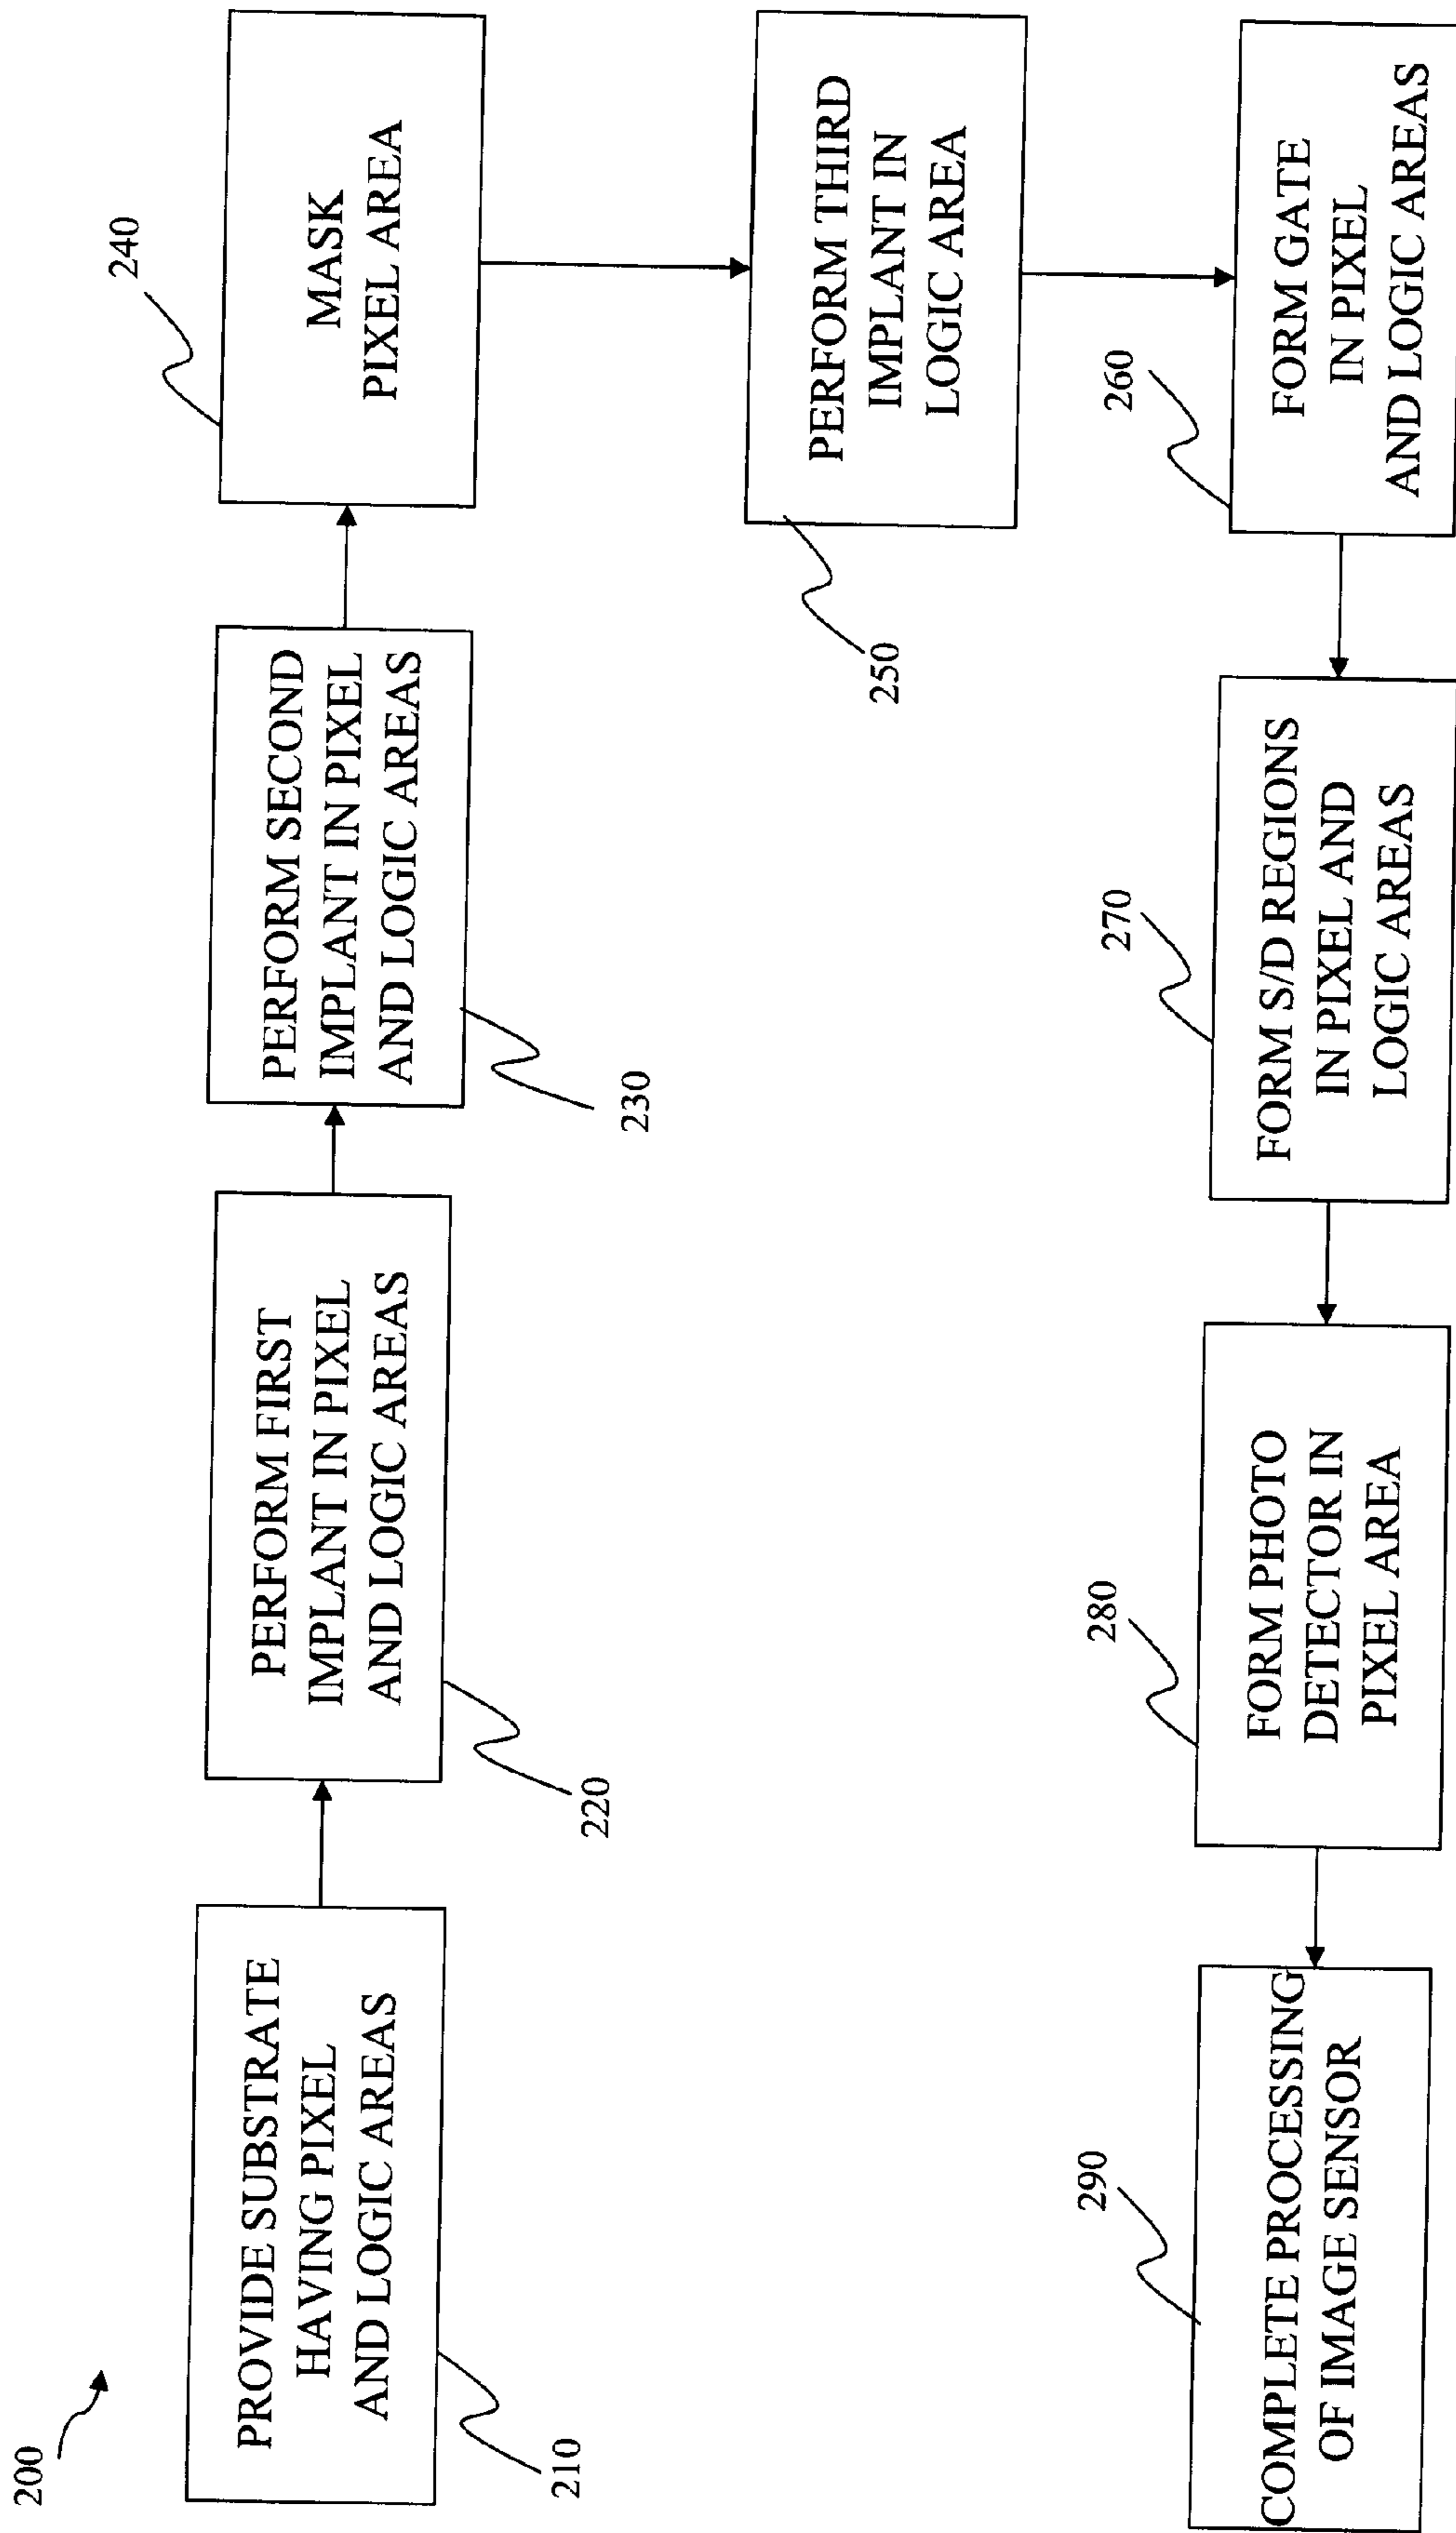 200
PROVIDE SUBSTRATE
HAVING PIXEL
AND LOGIC AREAS
210
PERFORM FIRST
IMPLANT IN PIXEL
AND LOGIC AREAS
220
PERFORM SECOND
IMPLANT IN PIXEL
AND LOGIC AREAS
230
240
MASK
PIXEL AREA
PERFORM THIRD
IMPLANT IN
LOGIC AREA
250
260
FORM GATE
IN PIXEL
AND LOGIC AREAS
270
FORM S/D REGIONS
IN PIXEL AND
LOGIC AREAS
280
FORM PHOTO
DETECTOR IN
PIXEL AREA
290
COMPLETE PROCESSING
OF IMAGE SENSOR